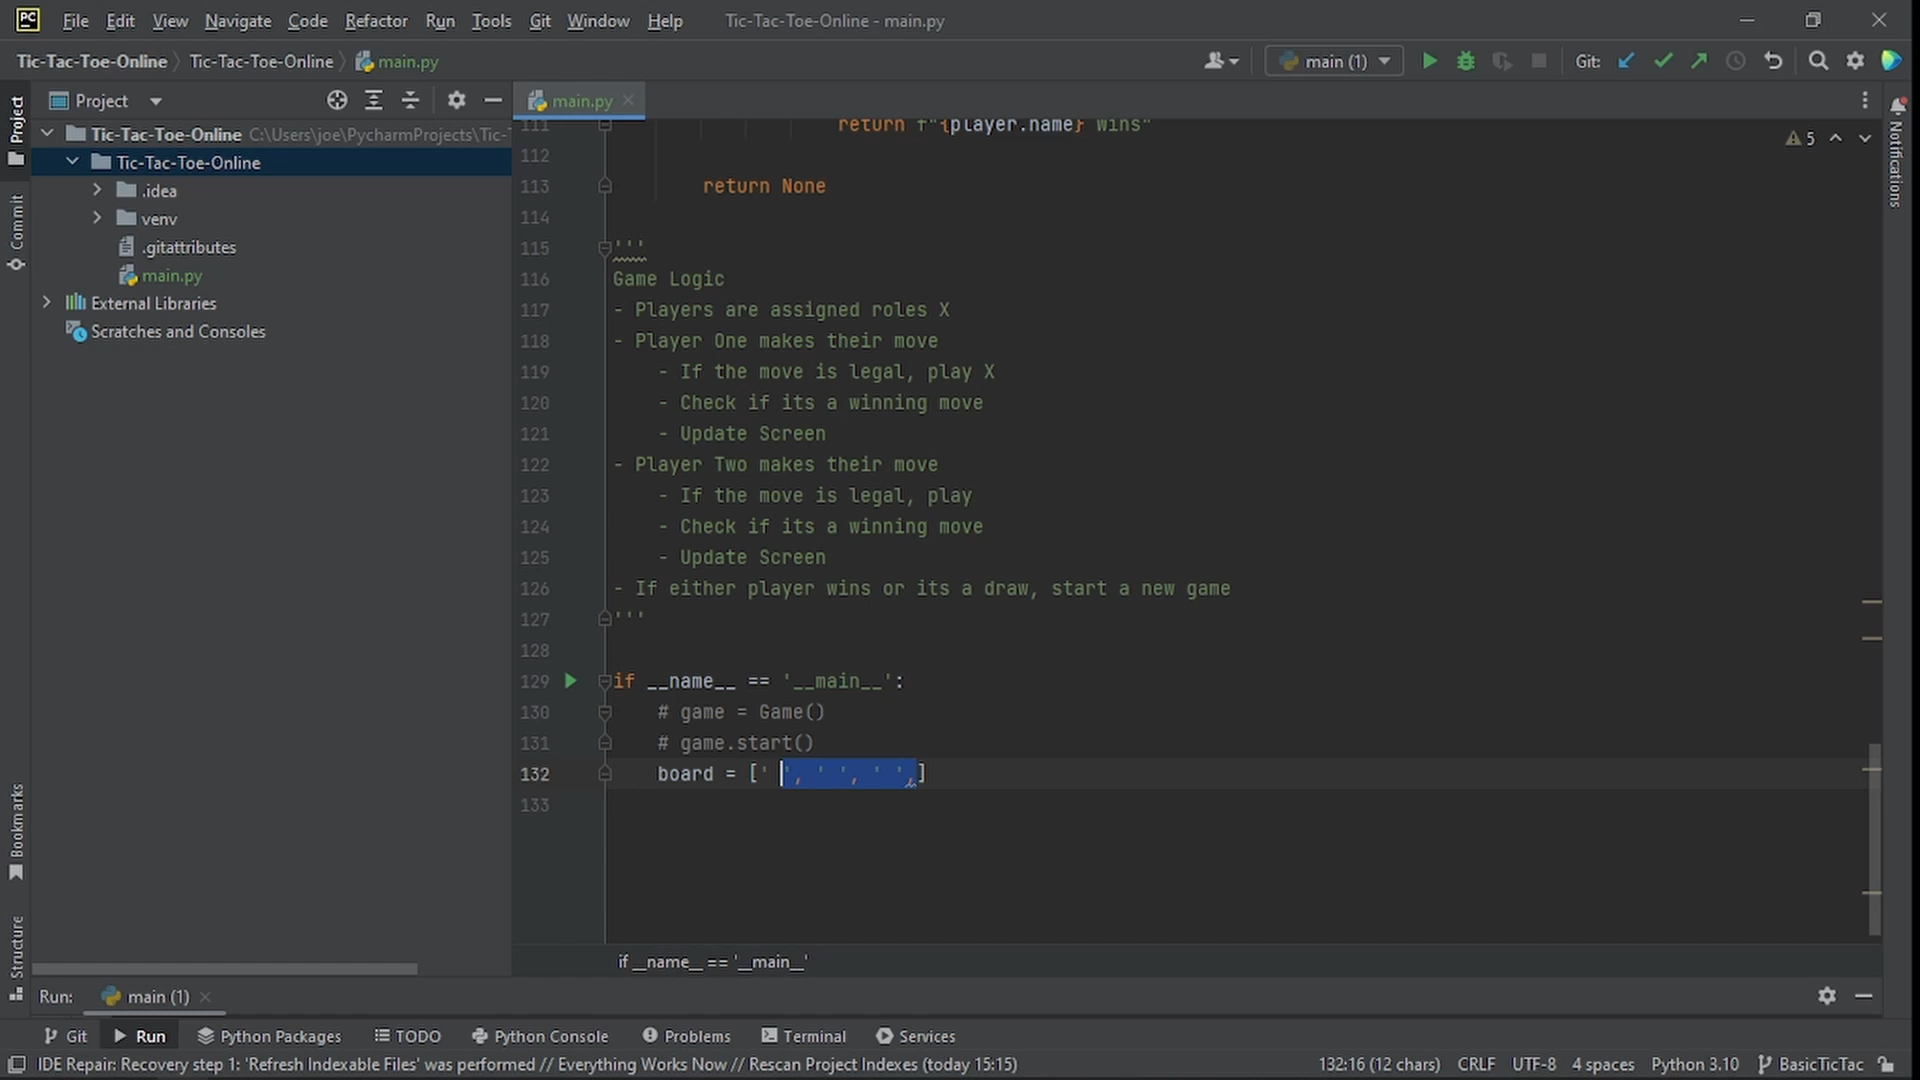 PC File Edit View Navigate Code Refactor Run Tools Git Window Help Tic-Tac-Toe-Online - main.py
Tic-Tac-Toe-Online Tic-Tac-Toe-Online main.py main (1) Git:
Project
Project
main.py
Tic-Tac-Toe-Online C:\Users\joe\PycharmProjects\Tic-T
Tic-Tac-Toe-Online
.idea
venv
.gitattributes
main.py
External Libraries
Scratches and Consoles
Commit
Bookmarks
Structure
Notifications
5
111 return f"{player.name} Wins"
112
113 return None
114
115 '''
116 Game Logic
117 - Players are assigned roles X
118 - Player One makes their move
119 - If the move is legal, play X
120 - Check if its a winning move
121 - Update Screen
122 - Player Two makes their move
123 - If the move is legal, play
124 - Check if its a winning move
125 - Update Screen
126 - If either player wins or its a draw, start a new game
127 '''
128
129 if __name__ == '__main__':
130 # game = Game()
131 # game.start()
132 board = [' ', ' ', ' ',]
133
if __name__ == '__main__'
Run: main (1)
Git Run Python Packages TODO Python Console Problems Terminal Services
IDE Repair: Recovery step 1: 'Refresh Indexable Files' was performed // Everything Works Now // Rescan Project Indexes (today 15:15) 132:16 (12 chars) CRLF UTF-8 4 spaces Python 3.10 BasicTicTac